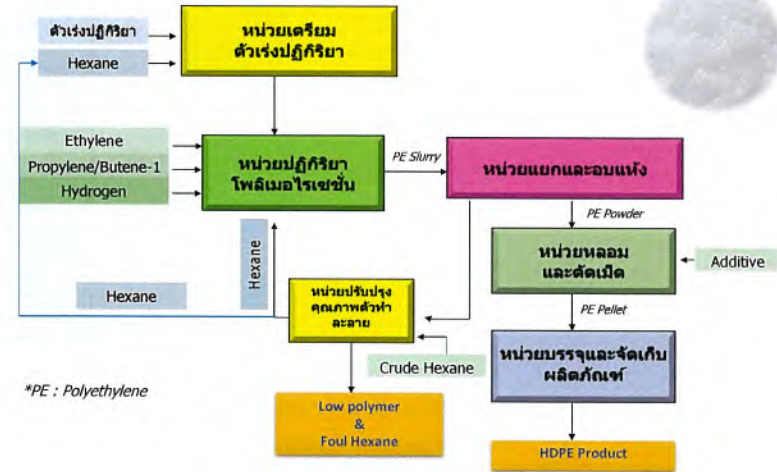 ตัวเร่งปฏิกิริยา
Hexane
หน่วยเตรียม
ตัวเร่งปฏิกิริยา
Ethylene
Propylene/Butene-1
Hydrogen
หน่วยปฏิกิริยา
โพลิเมอไรเซชั่น
PE Slurry
หน่วยแยกและอบแห้ง
PE Powder
หน่วยหลอม
และตัดเม็ด
Additive
Hexane
Hexane
หน่วยปรับปรุง
คุณภาพตัวทำ
ละลาย
PE Pellet
Crude Hexane
หน่วยบรรจุและจัดเก็บ
ผลิตภัณฑ์
*PE : Polyethylene
Low polymer
&
Foul Hexane
HDPE Product